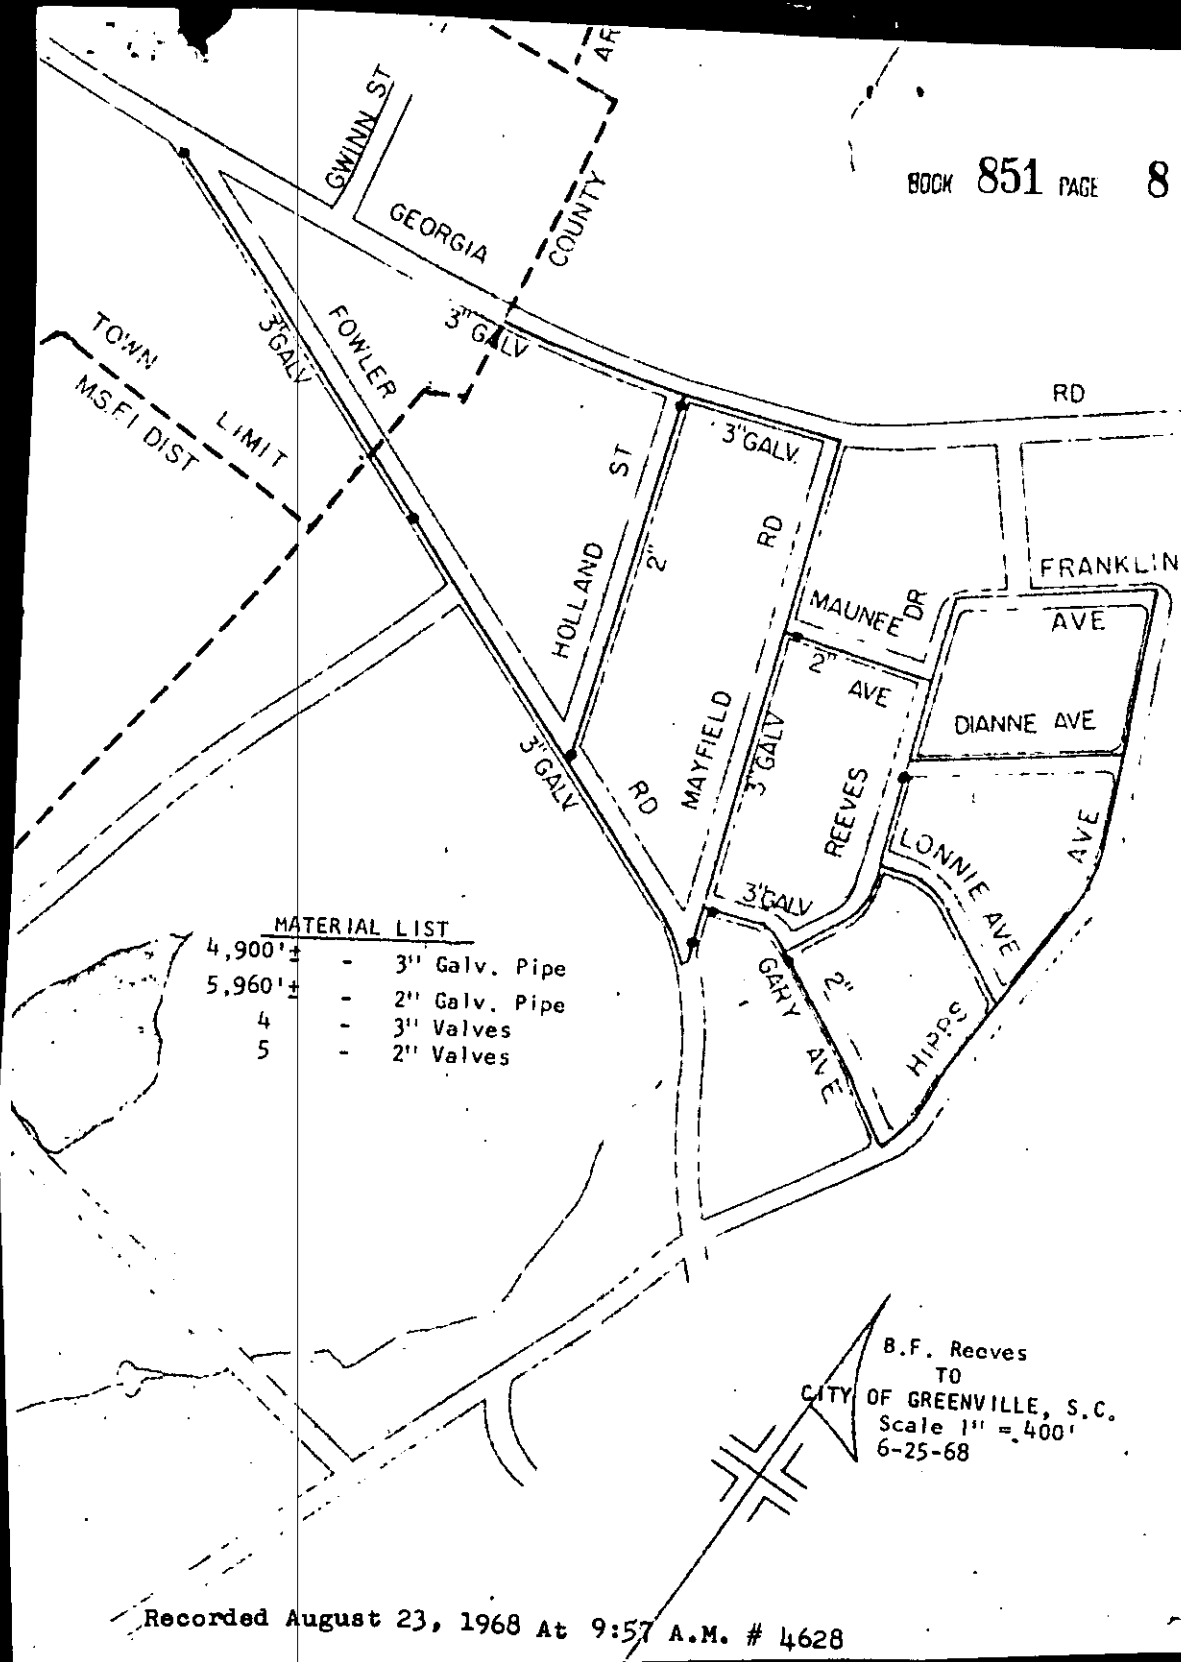 AR
GWINN ST
BOOK 851 PAGE 8
GEORGIA
COUNTY
TOWN
LIMIT
M.S.F.I DIST
3"GALV
FOWLER
3"GALV
RD
3"GALV.
ST
HOLLAND
2"
RD
FRANKLIN
MAUNEE
DR
AVE
2"
AVE
DIANNE AVE
MAYFIELD
3"GALV
3"GALV
RD
REEVES
LONNIE AVE
AVE
3"GALV
GARY
AVE
2"
HIPPS
MATERIAL LIST
4,900'± - 3" Galv. Pipe
5,960'± - 2" Galv. Pipe
4 - 3" Valves
5 - 2" Valves
B.F. Reeves
TO
CITY OF GREENVILLE, S.C.
Scale 1" = 400'
6-25-68
Recorded August 23, 1968 At 9:57 A.M. # 4628